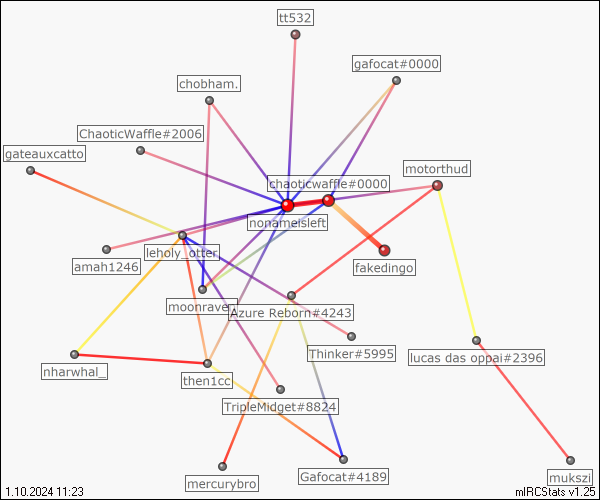 tt532
gafocat#0000
chobham.
ChaoticWaffle#2006
gateauxcatto
motorthud
chaoticwaffle#0000
nonameisleft
leholy_otter
amah1246
fakedingo
moonrave
Azure Reborn#4243
Thinker#5995
lucas das oppai#2396
nharwhal_
then1cc
TripleMidget#8824
mercurybro
Gafocat#4189
mukszi
1.10.2024 11:23
mIRCStats v1.25